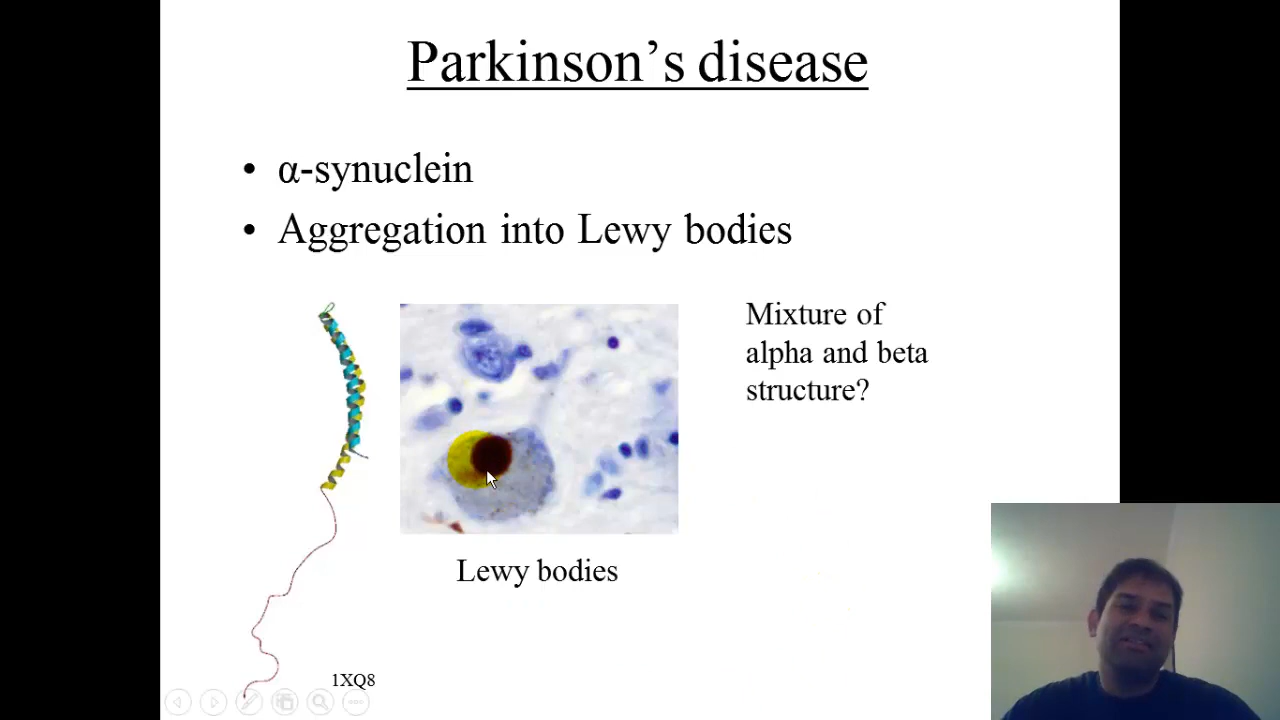 Parkinson’s disease
• α-synuclein
• Aggregation into Lewy bodies
Mixture of
alpha and beta
structure?
Lewy bodies
1XQ8